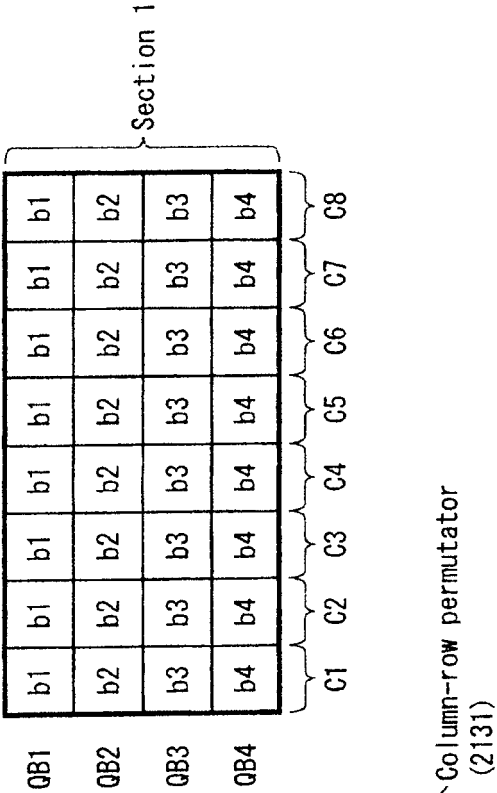 Section 1
QB1 b1 b1 b1 b1 b1 b1 b1 b1
QB2 b2 b2 b2 b2 b2 b2 b2 b2
QB3 b3 b3 b3 b3 b3 b3 b3 b3
QB4 b4 b4 b4 b4 b4 b4 b4 b4
C1 C2 C3 C4 C5 C6 C7 C8
Column-row permutator
(2131)